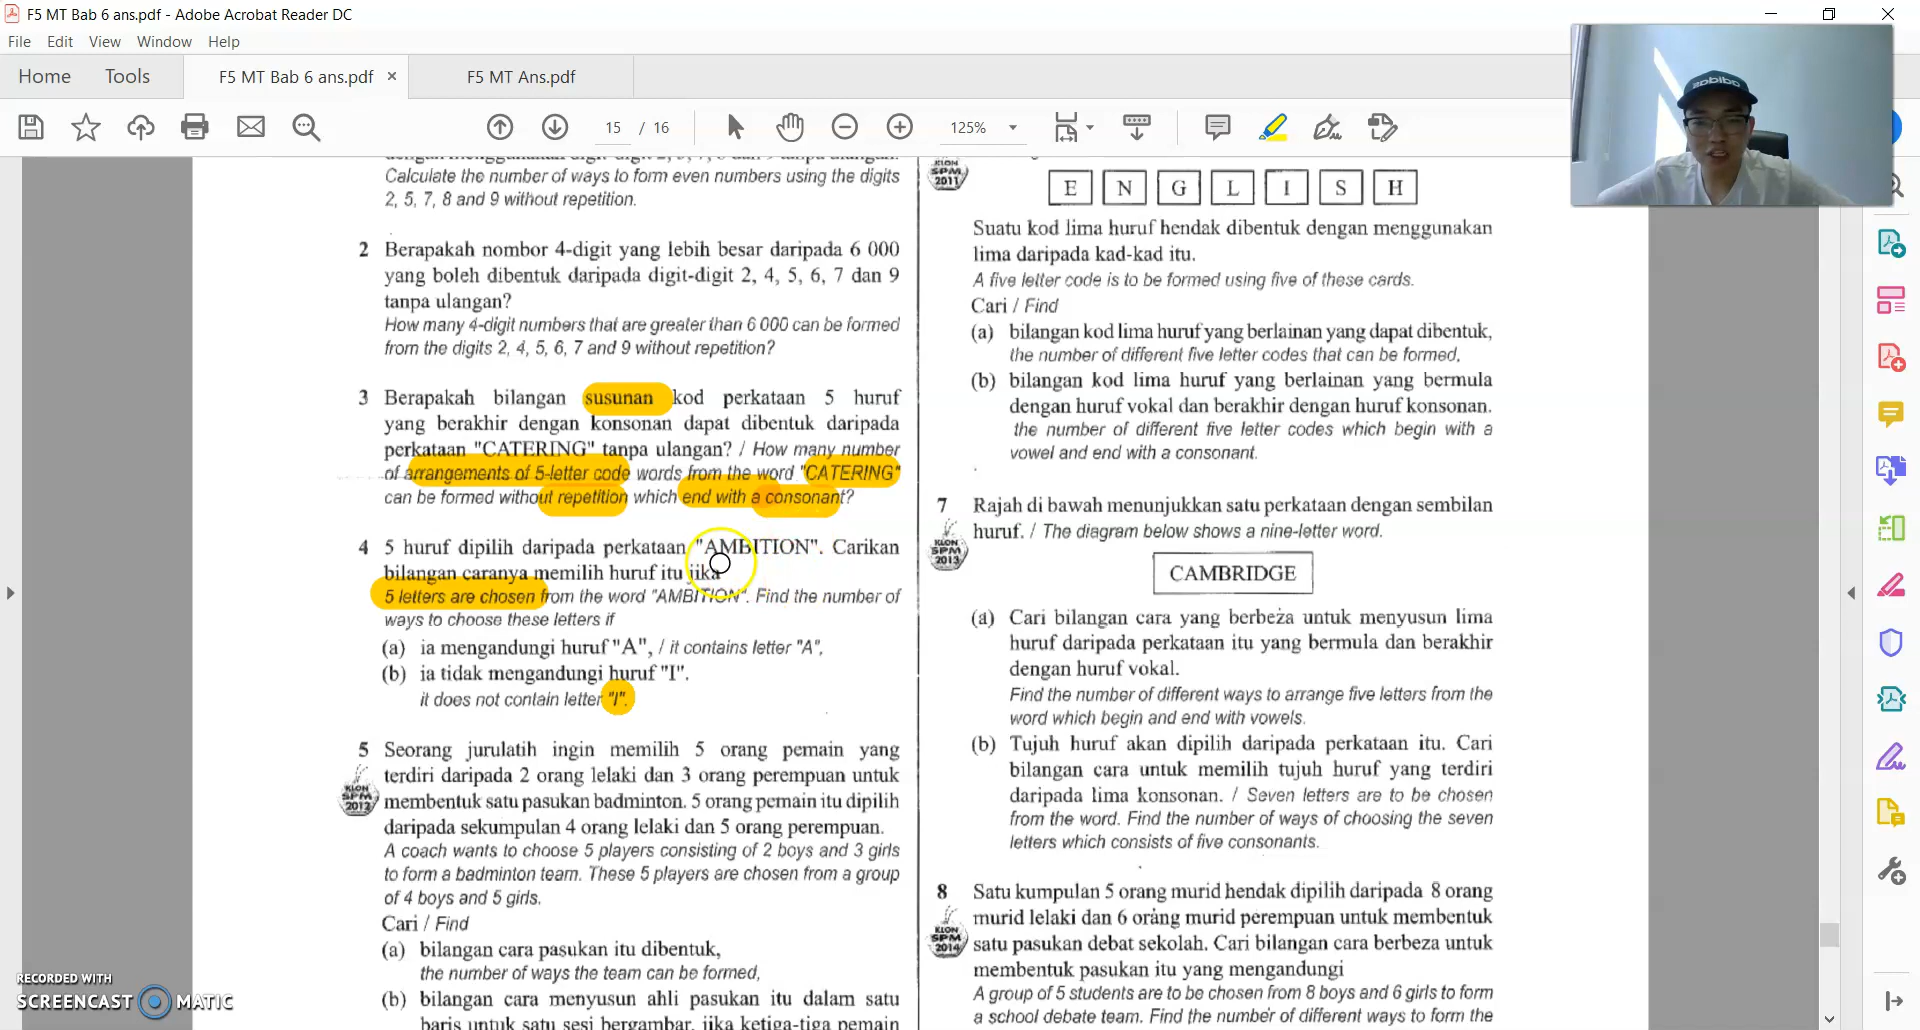 F5 MT Bab 6 ans.pdf - Adobe Acrobat Reader DC
File Edit View Window Help
Home Tools F5 MT Bab 6 ans.pdf × F5 MT Ans.pdf
15 / 16 125%
Calculate the number of ways to form even numbers using the digits
2, 5, 7, 8 and 9 without repetition.
2 Berapakah nombor 4-digit yang lebih besar daripada 6 000
yang boleh dibentuk daripada digit-digit 2, 4, 5, 6, 7 dan 9
tanpa ulangan?
How many 4-digit numbers that are greater than 6 000 can be formed
from the digits 2, 4, 5, 6, 7 and 9 without repetition?
3 Berapakah bilangan susunan kod perkataan 5 huruf
yang berakhir dengan konsonan dapat dibentuk daripada
perkataan "CATERING" tanpa ulangan? / How many number
of arrangements of 5-letter code words from the word "CATERING"
can be formed without repetition which end with a consonant?
4 5 huruf dipilih daripada perkataan "AMBITION". Carikan
bilangan caranya memilih huruf itu jika
5 letters are chosen from the word "AMBITION". Find the number of
ways to choose these letters if
(a) ia mengandungi huruf "A", / it contains letter "A",
(b) ia tidak mengandungi huruf "I".
it does not contain letter "I".
5 Seorang jurulatih ingin memilih 5 orang pemain yang
KLON
SPM
2012
terdiri daripada 2 orang lelaki dan 3 orang perempuan untuk
membentuk satu pasukan badminton. 5 orang pemain itu dipilih
daripada sekumpulan 4 orang lelaki dan 5 orang perempuan.
A coach wants to choose 5 players consisting of 2 boys and 3 girls
to form a badminton team. These 5 players are chosen from a group
of 4 boys and 5 girls.
Cari / Find
(a) bilangan cara pasukan itu dibentuk,
the number of ways the team can be formed,
(b) bilangan cara menyusun ahli pasukan itu dalam satu
baris untuk satu sesi bergambar, jika ketiga-tiga pemain
KLON
SPM
2011
E N G L I S H
Suatu kod lima huruf hendak dibentuk dengan menggunakan
lima daripada kad-kad itu.
A five letter code is to be formed using five of these cards.
Cari / Find
(a) bilangan kod lima huruf yang berlainan yang dapat dibentuk,
the number of different five letter codes that can be formed,
(b) bilangan kod lima huruf yang berlainan yang bermula
dengan huruf vokal dan berakhir dengan huruf konsonan.
the number of different five letter codes which begin with a
vowel and end with a consonant.
7 Rajah di bawah menunjukkan satu perkataan dengan sembilan
KLON
SPM
2013
huruf. / The diagram below shows a nine-letter word.
CAMBRIDGE
(a) Cari bilangan cara yang berbeza untuk menyusun lima
huruf daripada perkataan itu yang bermula dan berakhir
dengan huruf vokal.
Find the number of different ways to arrange five letters from the
word which begin and end with vowels.
(b) Tujuh huruf akan dipilih daripada perkataan itu. Cari
bilangan cara untuk memilih tujuh huruf yang terdiri
daripada lima konsonan. / Seven letters are to be chosen
from the word. Find the number of ways of choosing the seven
letters which consists of five consonants.
8 Satu kumpulan 5 orang murid hendak dipilih daripada 8 orang
KLON
SPM
2014
murid lelaki dan 6 orang murid perempuan untuk membentuk
satu pasukan debat sekolah. Cari bilangan cara berbeza untuk
membentuk pasukan itu yang mengandungi
A group of 5 students are to be chosen from 8 boys and 6 girls to form
a school debate team. Find the number of different ways to form the
RECORDED WITH
SCREENCAST MATIC